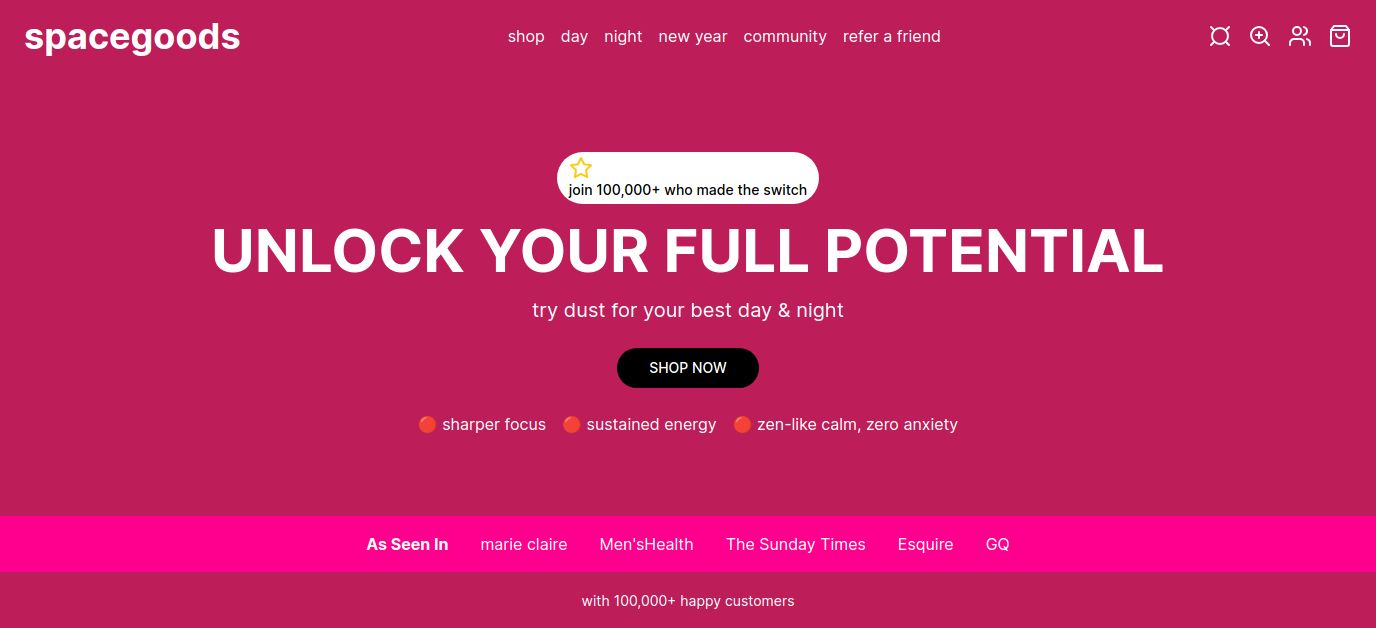 spacegoods
shop day night new year community refer a friend
join 100,000+ who made the switch
UNLOCK YOUR FULL POTENTIAL
try dust for your best day & night
SHOP NOW
🔴 sharper focus 🔴 sustained energy 🔴 zen-like calm, zero anxiety
As Seen In marie claire Men'sHealth The Sunday Times Esquire GQ
with 100,000+ happy customers